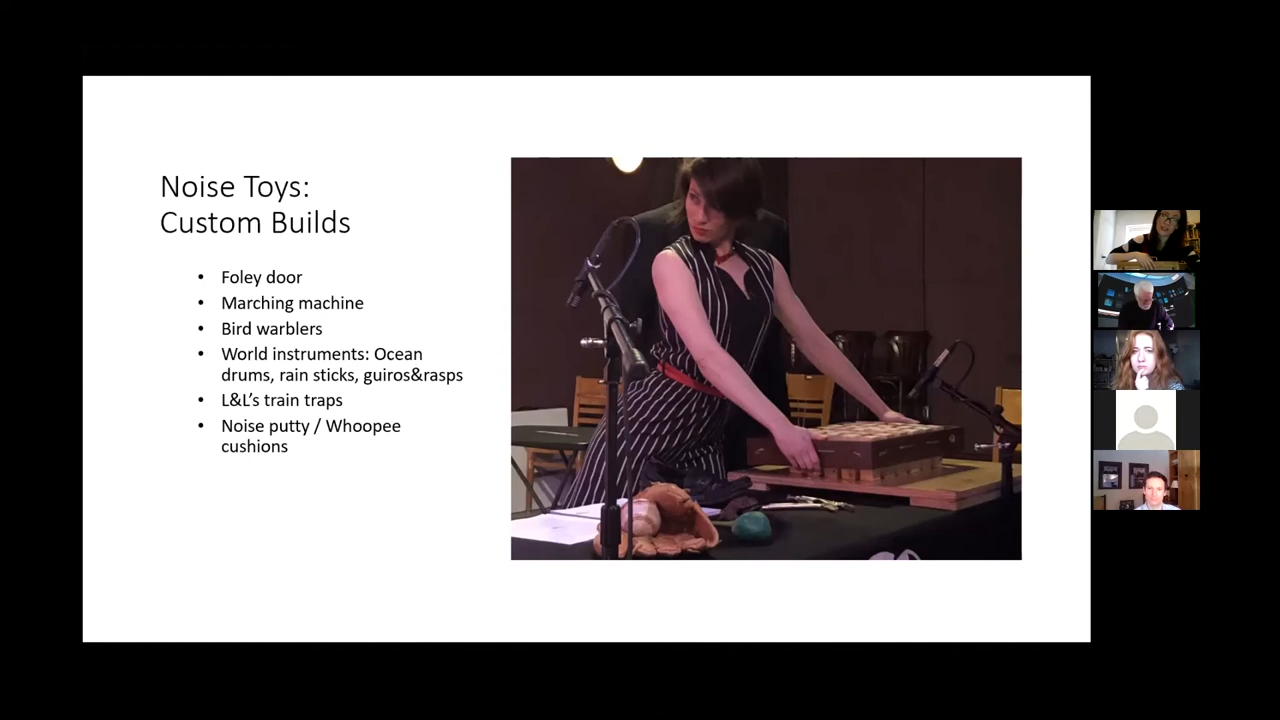 Noise Toys:
Custom Builds
• Foley door
• Marching machine
• Bird warblers
• World instruments: Ocean
drums, rain sticks, guiros&rasps
• L&L’s train traps
• Noise putty / Whoopee
cushions